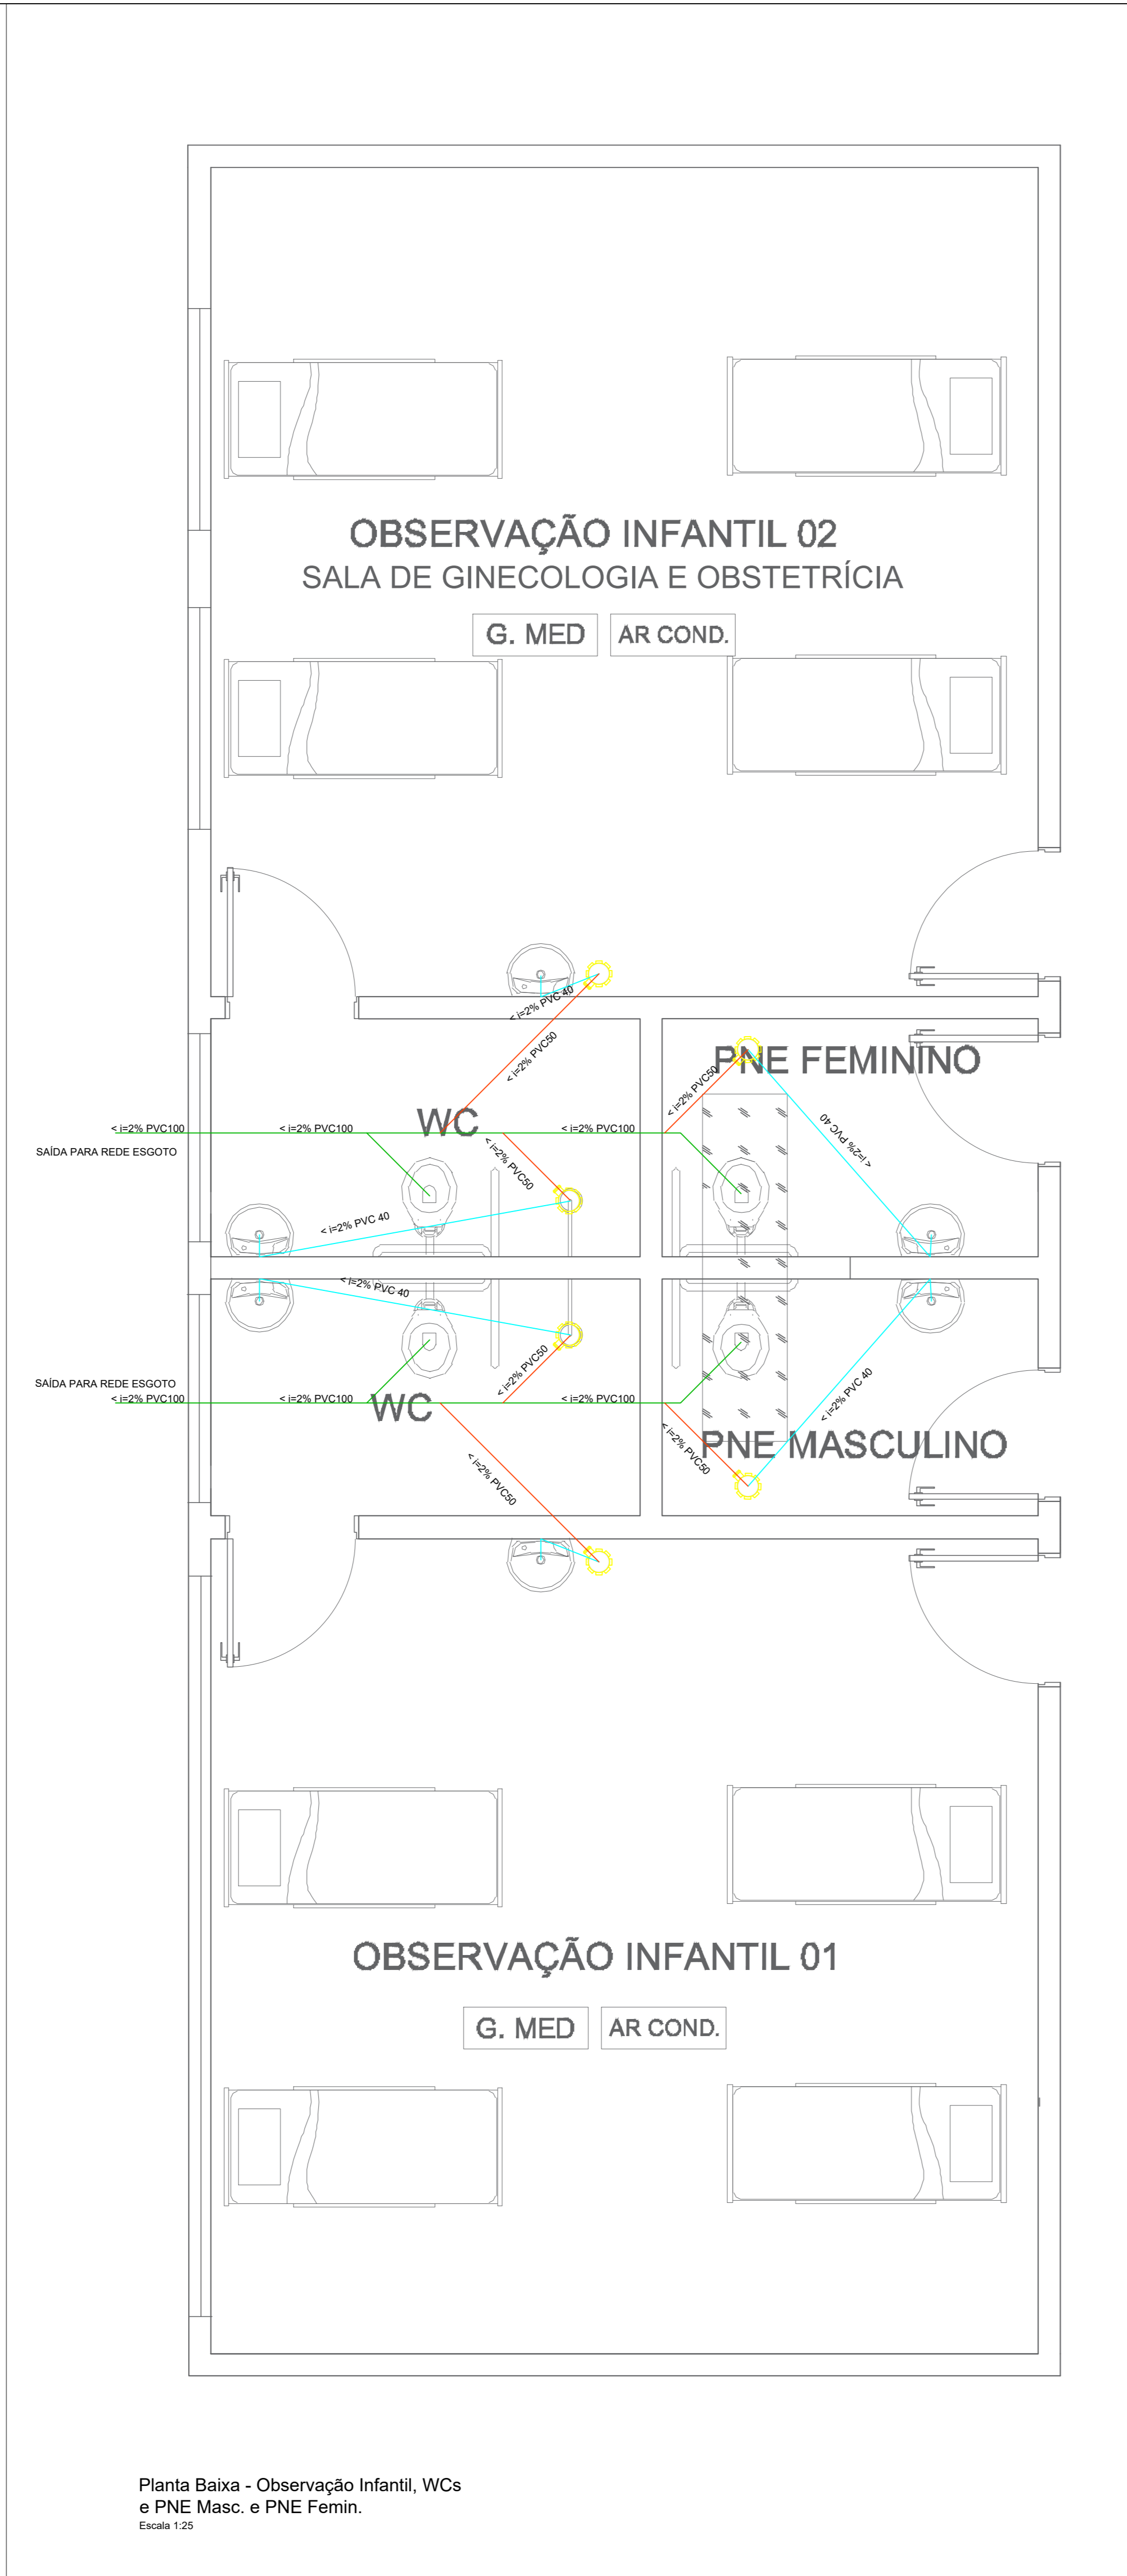 OBSERVAÇÃO INFANTIL 02
SALA DE GINECOLOGIA E OBSTETRÍCIA
G. MED
AR COND.
< i=2% PVC 40
< i=2% PVC50
PNE FEMININO
< i=2% PVC50
WC
< i=2% PVC100
< i=2% PVC100
< i=2% PVC100
< i=2% PVC 40
SAÍDA PARA REDE ESGOTO
< i=2% PVC50
< i=2% PVC 40
< i=2% PVC 40
< i=2% PVC50
SAÍDA PARA REDE ESGOTO
< i=2% PVC100
< i=2% PVC100
< i=2% PVC100
< i=2% PVC 40
WC
PNE MASCULINO
< i=2% PVC50
< i=2% PVC50
OBSERVAÇÃO INFANTIL 01
G. MED
AR COND.
Planta Baixa - Observação Infantil, WCs
e PNE Masc. e PNE Femin.
Escala 1:25